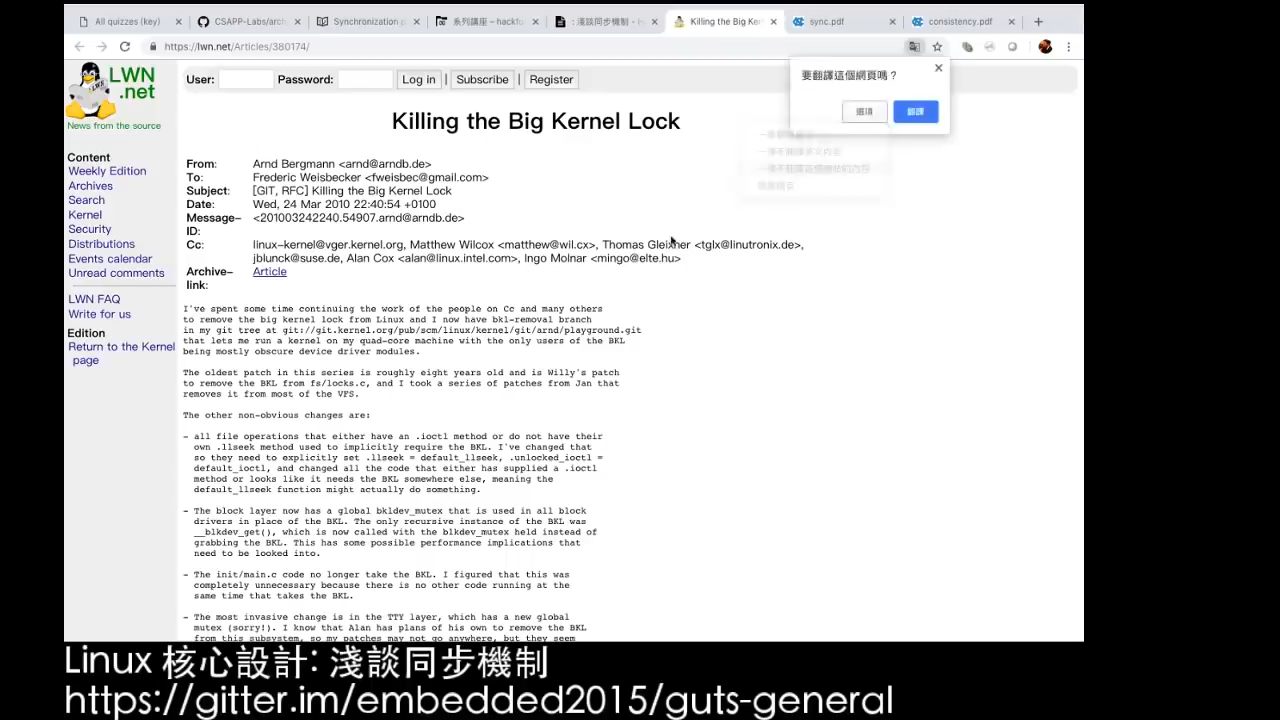 All quizzes (key)
CSAPP-Labs/arch
Synchronization p
系列講座 – hackfo
: 淺談同步機制 -
Killing the Big Kern
sync.pdf
consistency.pdf
https://lwn.net/Articles/380174/
要翻譯這個網頁嗎？
選項
翻譯
LWN
.net
News from the source
User:
Password:
Log in | Subscribe | Register
Content
Weekly Edition
Archives
Search
Kernel
Security
Distributions
Events calendar
Unread comments
LWN FAQ
Write for us
Edition
Return to the Kernel
page
Killing the Big Kernel Lock
From: Arnd Bergmann <arnd@arndb.de>
To: Frederic Weisbecker <fweisbec@gmail.com>
Subject: [GIT, RFC] Killing the Big Kernel Lock
Date: Wed, 24 Mar 2010 22:40:54 +0100
Message- <201003242240.54907.arnd@arndb.de>
ID:
Cc: linux-kernel@vger.kernel.org, Matthew Wilcox <matthew@wil.cx>, Thomas Gleixner <tglx@linutronix.de>,
jblunck@suse.de, Alan Cox <alan@linux.intel.com>, Ingo Molnar <mingo@elte.hu>
Archive- Article
link:
I've spent some time continuing the work of the people on Cc and many others
to remove the big kernel lock from Linux and I now have bkl-removal branch
in my git tree at git://git.kernel.org/pub/scm/linux/kernel/git/arnd/playground.git
that lets me run a kernel on my quad-core machine with the only users of the BKL
being mostly obscure device driver modules.
The oldest patch in this series is roughly eight years old and is Willy's patch
to remove the BKL from fs/locks.c, and I took a series of patches from Jan that
removes it from most of the VFS.
The other non-obvious changes are:
- all file operations that either have an .ioctl method or do not have their
own .llseek method used to implicitly require the BKL. I've changed that
so they need to explicitly set .llseek = default_llseek, .unlocked_ioctl =
default_ioctl, and changed all the code that either has supplied a .ioctl
method or looks like it needs the BKL somewhere else, meaning the
default_llseek function might actually do something.
- The block layer now has a global bkldev_mutex that is used in all block
drivers in place of the BKL. The only recursive instance of the BKL was
__blkdev_get(), which is now called with the blkdev_mutex held instead of
grabbing the BKL. This has some possible performance implications that
need to be looked into.
- The init/main.c code no longer take the BKL. I figured that this was
completely unnecessary because there is no other code running at the
same time that takes the BKL.
- The most invasive change is in the TTY layer, which has a new global
mutex (sorry!). I know that Alan has plans of his own to remove the BKL
from this subsystem, so my patches may not go anywhere, but they seem
Linux 核心設計: 淺談同步機制
https://gitter.im/embedded2015/guts-general